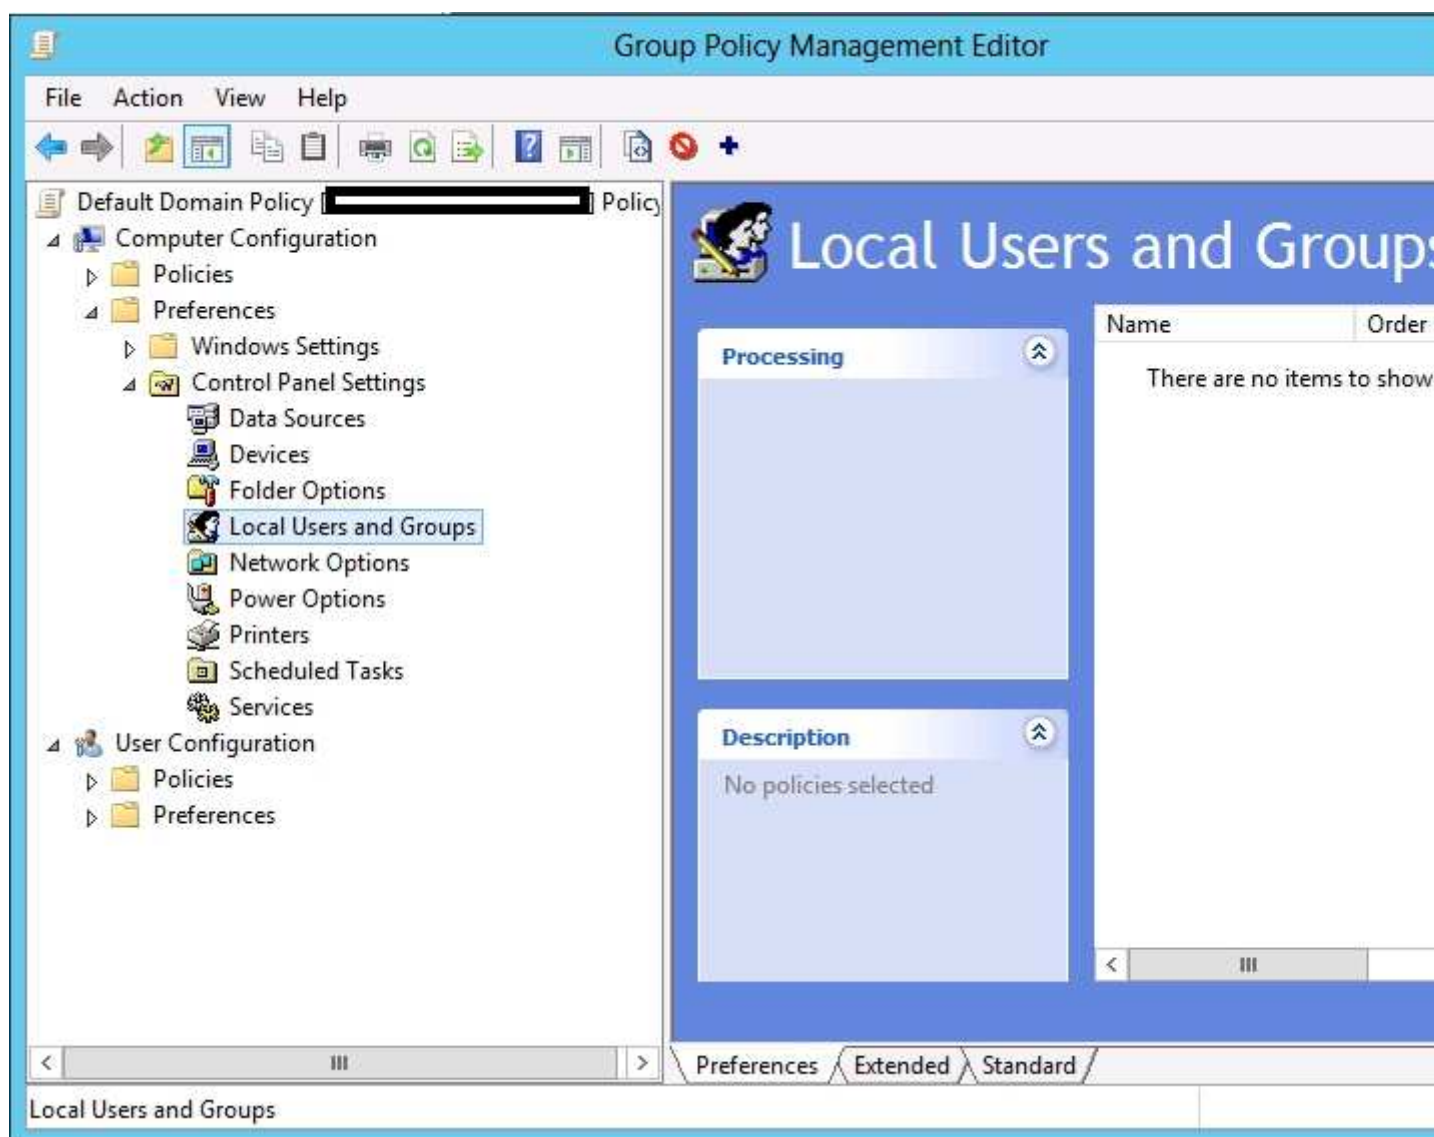 Group Policy Management Editor
File Action View Help
Default Domain Policy [ ] Policy
Computer Configuration
Policies
Preferences
Windows Settings
Control Panel Settings
Data Sources
Devices
Folder Options
Local Users and Groups
Network Options
Power Options
Printers
Scheduled Tasks
Services
User Configuration
Policies
Preferences
Local Users and Groups
Processing
Description
No policies selected
Name Order
There are no items to show
Preferences Extended Standard
Local Users and Groups